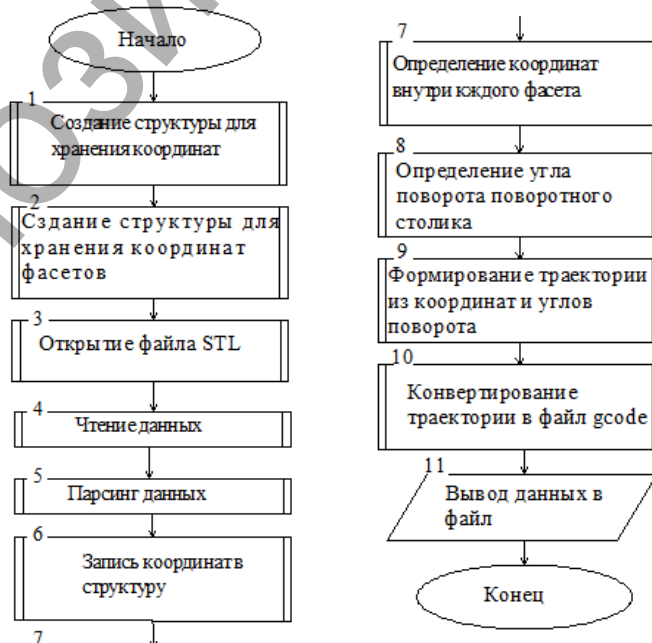 Начало
1
Создание структуры для
хранения координат
2
Сздание структуры для
хранения координат
фасетов
3
Открытие файла STL
4
Чтение данных
5
Парсинг данных
6
Запись координат в
структуру
7
7
Определение координат
внутри кждого фасета
8
Определение угла
поворота поворотного
столика
9
Формирование траектории
из координат и углов
поворота
10
Конвертирование
траектории в файл gcode
11
Вывод данных в
файл
Конец